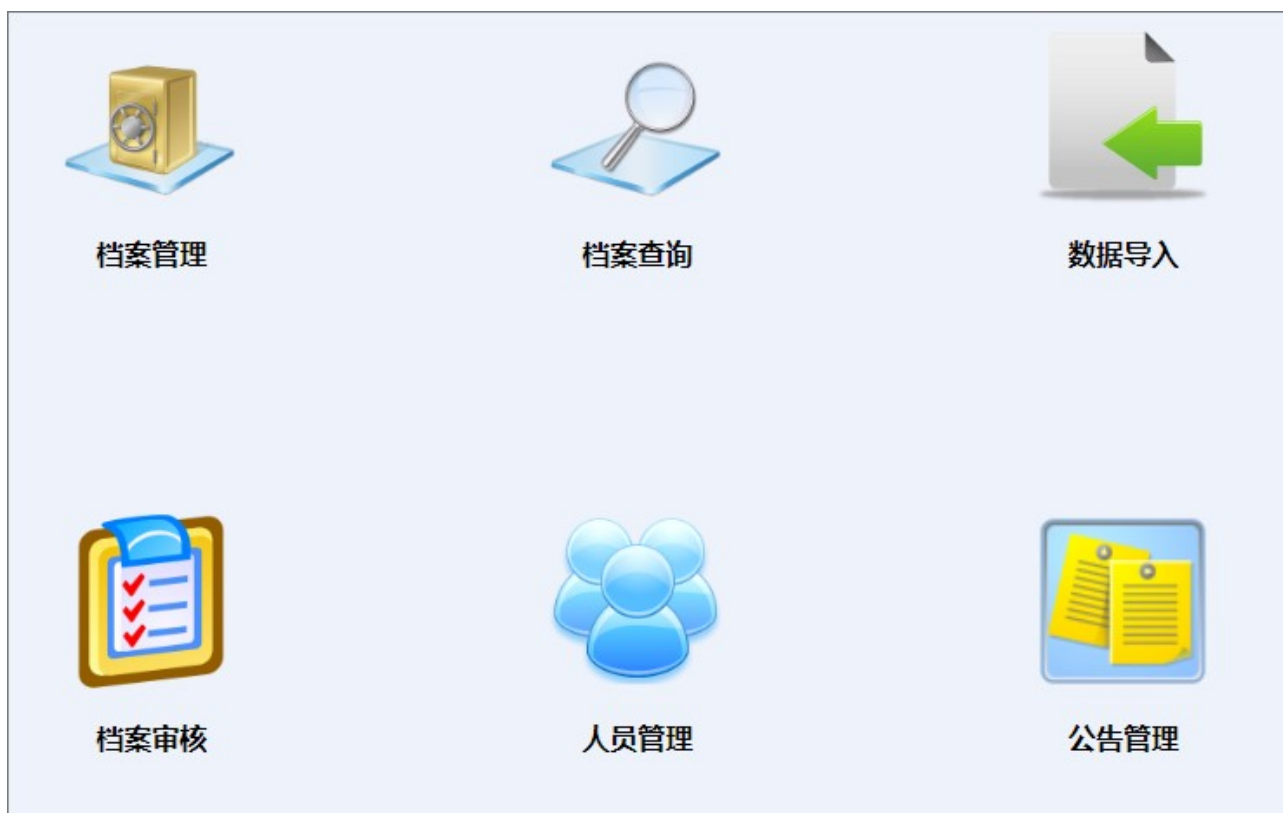 档案管理
档案查询
数据导入
档案审核
人员管理
公告管理